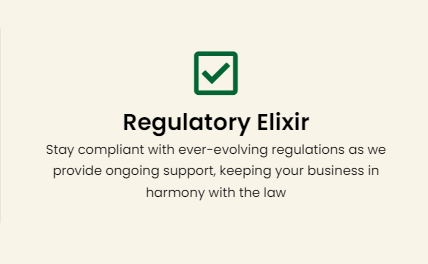 Regulatory Elixir
Stay compliant with ever-evolving regulations as we
provide ongoing support, keeping your business in
harmony with the law